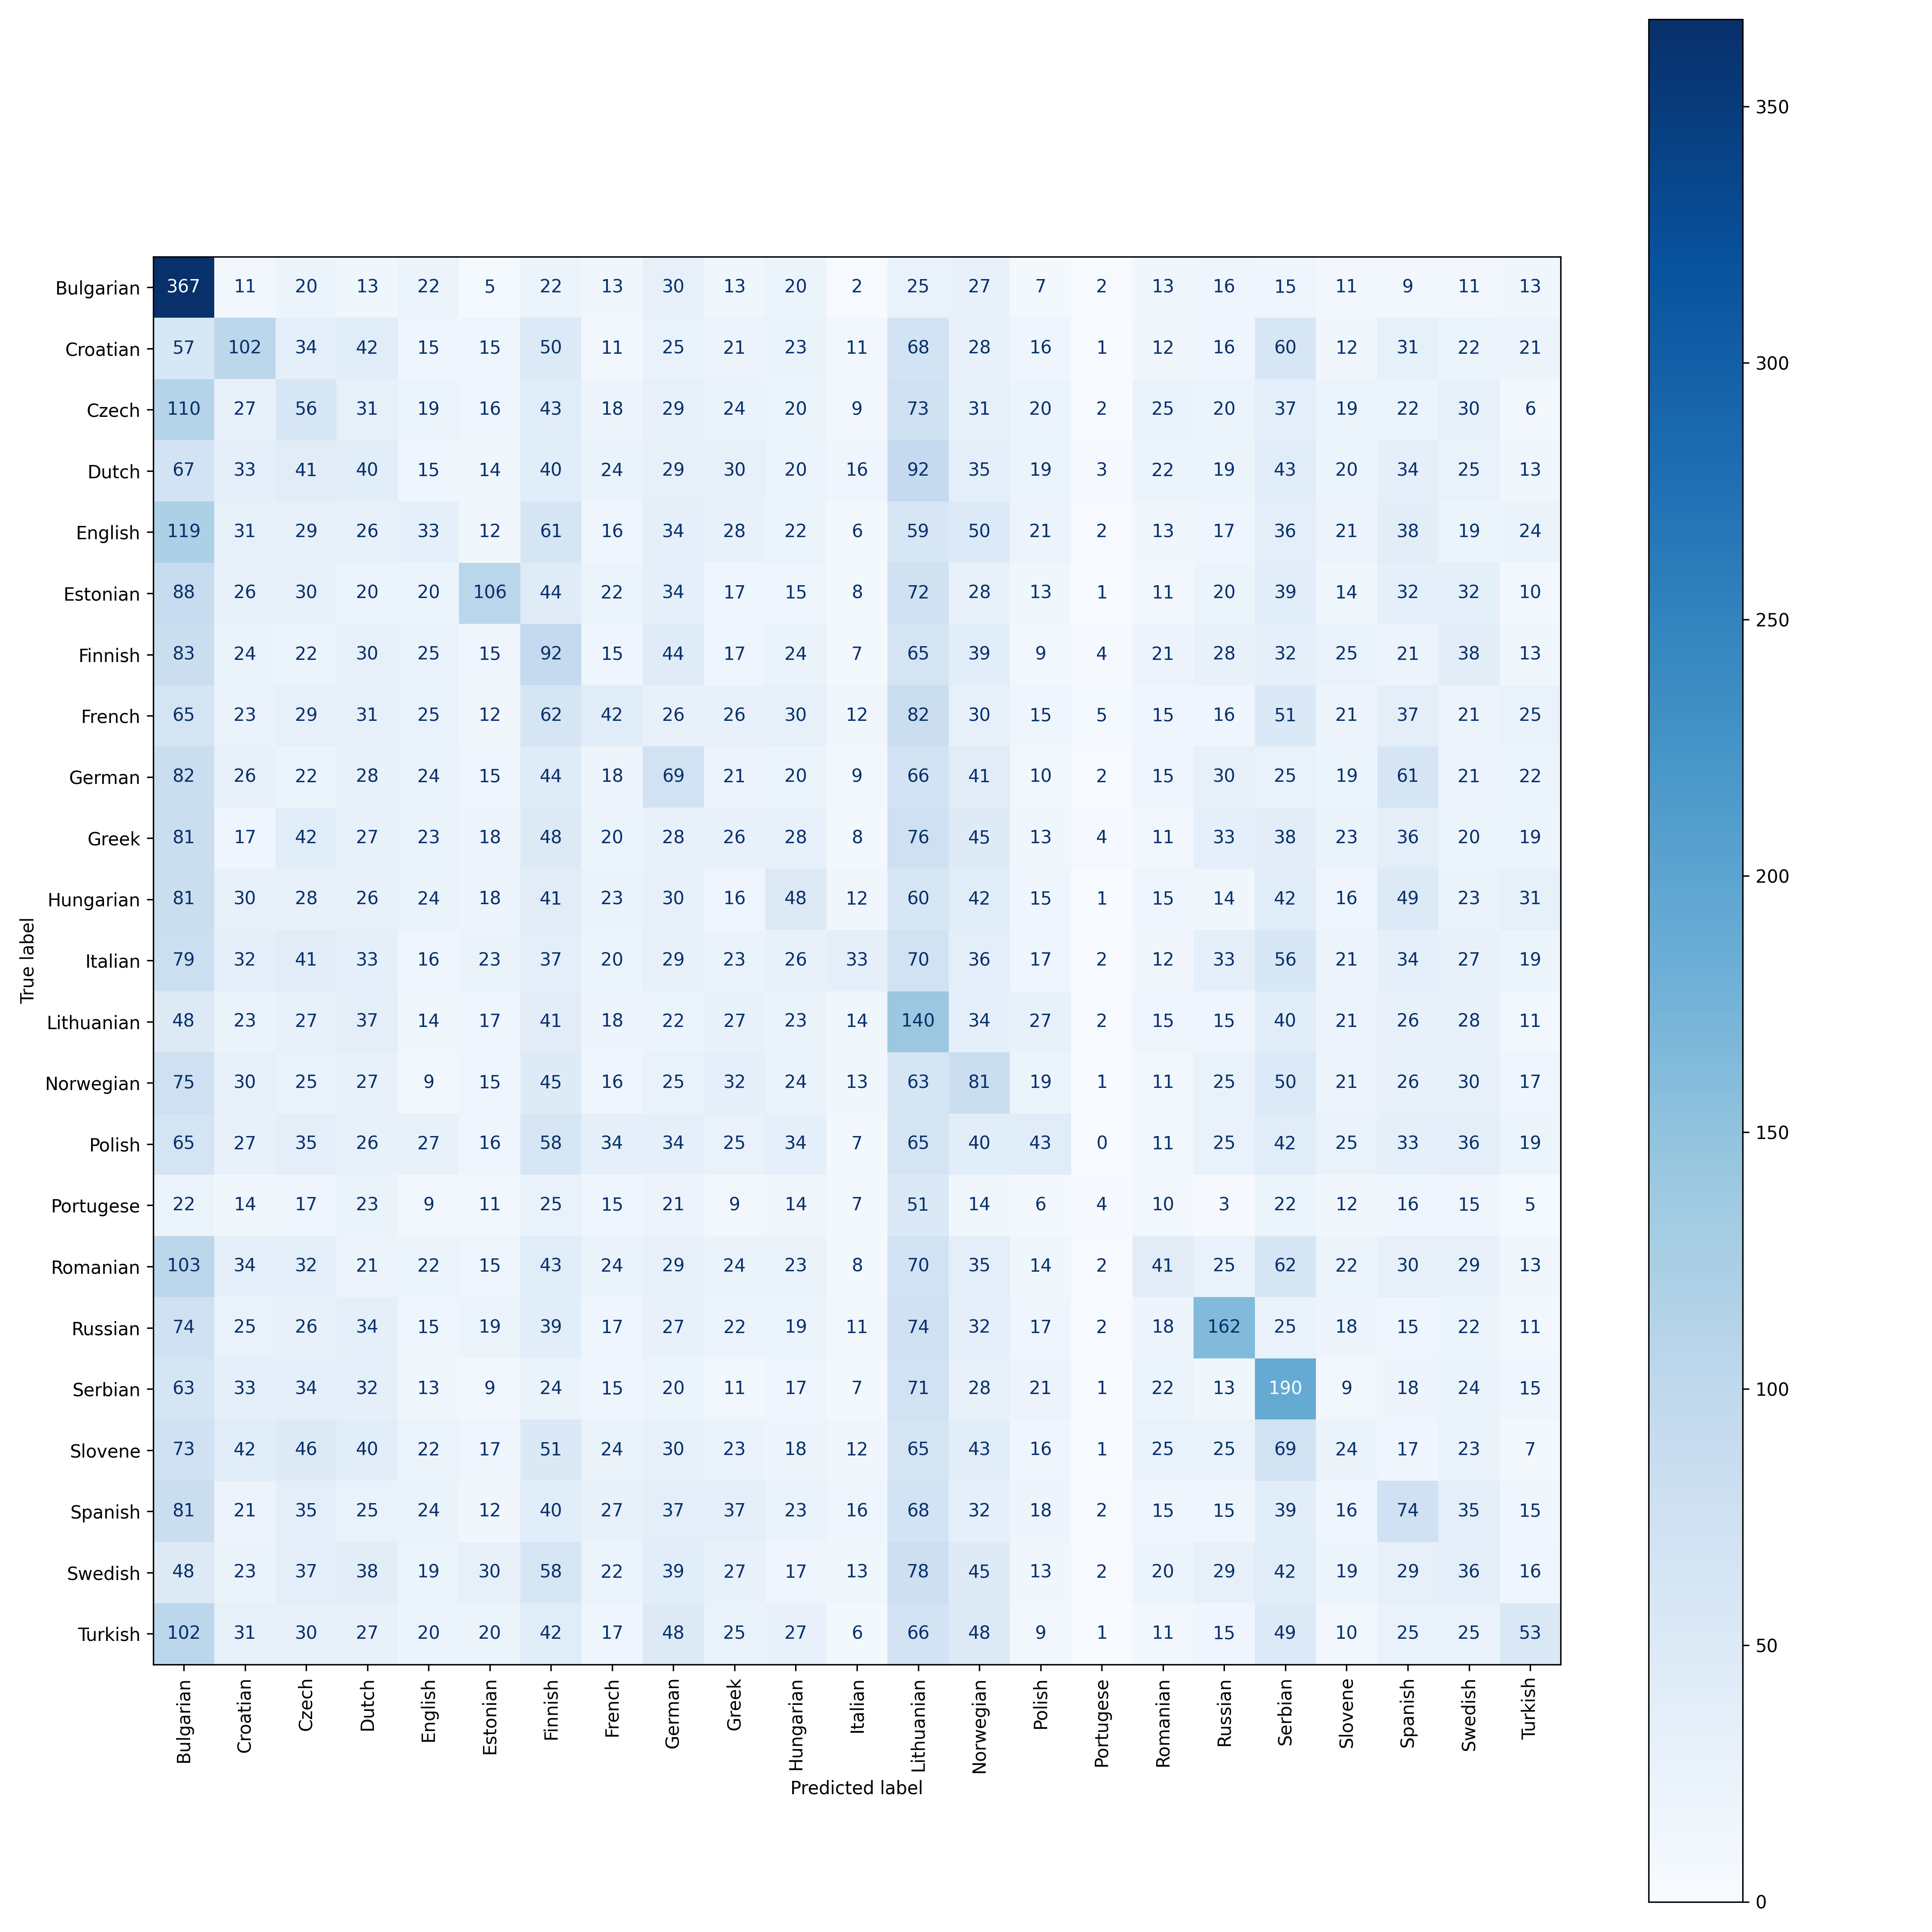 350
300
250
200
150
100
50
0
True label
Bulgarian 367 11 20 13 22 5 22 13 30 13 20 2 25 27 7 2 13 16 15 11 9 11 13
Croatian 57 102 34 42 15 15 50 11 25 21 23 11 68 28 16 1 12 16 60 12 31 22 21
Czech 110 27 56 31 19 16 43 18 29 24 20 9 73 31 20 2 25 20 37 19 22 30 6
Dutch 67 33 41 40 15 14 40 24 29 30 20 16 92 35 19 3 22 19 43 20 34 25 13
English 119 31 29 26 33 12 61 16 34 28 22 6 59 50 21 2 13 17 36 21 38 19 24
Estonian 88 26 30 20 20 106 44 22 34 17 15 8 72 28 13 1 11 20 39 14 32 32 10
Finnish 83 24 22 30 25 15 92 15 44 17 24 7 65 39 9 4 21 28 32 25 21 38 13
French 65 23 29 31 25 12 62 42 26 26 30 12 82 30 15 5 15 16 51 21 37 21 25
German 82 26 22 28 24 15 44 18 69 21 20 9 66 41 10 2 15 30 25 19 61 21 22
Greek 81 17 42 27 23 18 48 20 28 26 28 8 76 45 13 4 11 33 38 23 36 20 19
Hungarian 81 30 28 26 24 18 41 23 30 16 48 12 60 42 15 1 15 14 42 16 49 23 31
Italian 79 32 41 33 16 23 37 20 29 23 26 33 70 36 17 2 12 33 56 21 34 27 19
Lithuanian 48 23 27 37 14 17 41 18 22 27 23 14 140 34 27 2 15 15 40 21 26 28 11
Norwegian 75 30 25 27 9 15 45 16 25 32 24 13 63 81 19 1 11 25 50 21 26 30 17
Polish 65 27 35 26 27 16 58 34 34 25 34 7 65 40 43 0 11 25 42 25 33 36 19
Portugese 22 14 17 23 9 11 25 15 21 9 14 7 51 14 6 4 10 3 22 12 16 15 5
Romanian 103 34 32 21 22 15 43 24 29 24 23 8 70 35 14 2 41 25 62 22 30 29 13
Russian 74 25 26 34 15 19 39 17 27 22 19 11 74 32 17 2 18 162 25 18 15 22 11
Serbian 63 33 34 32 13 9 24 15 20 11 17 7 71 28 21 1 22 13 190 9 18 24 15
Slovene 73 42 46 40 22 17 51 24 30 23 18 12 65 43 16 1 25 25 69 24 17 23 7
Spanish 81 21 35 25 24 12 40 27 37 37 23 16 68 32 18 2 15 15 39 16 74 35 15
Swedish 48 23 37 38 19 30 58 22 39 27 17 13 78 45 13 2 20 29 42 19 29 36 16
Turkish 102 31 30 27 20 20 42 17 48 25 27 6 66 48 9 1 11 15 49 10 25 25 53
Bulgarian Croatian Czech Dutch English Estonian Finnish French German Greek Hungarian Italian Lithuanian Norwegian Polish Portugese Romanian Russian Serbian Slovene Spanish Swedish Turkish
Predicted label